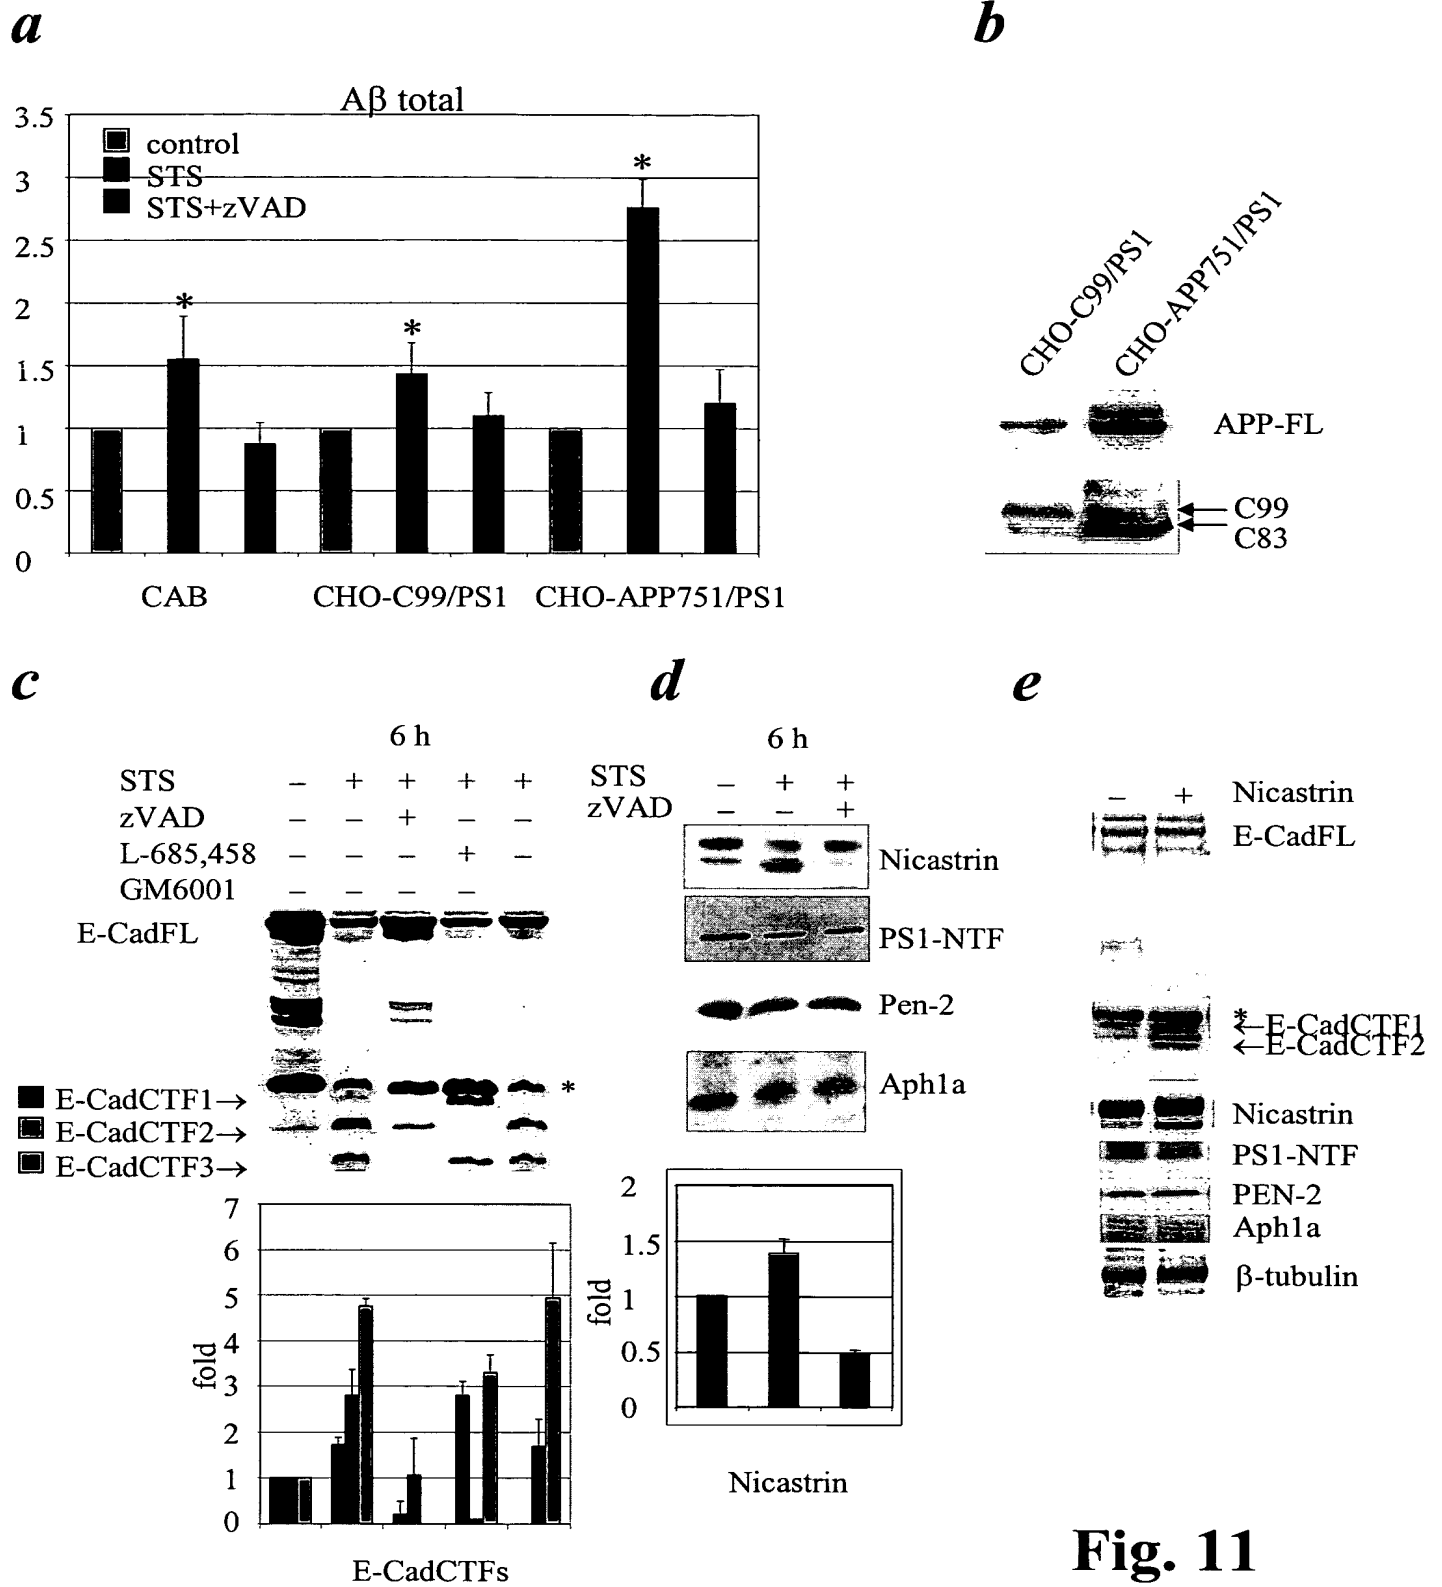 a
Aβ total
3.5
3
2.5
2
1.5
1
0.5
0
control
STS
STS+zVAD
*
*
*
CAB CHO-C99/PS1 CHO-APP751/PS1
b
CHO-C99/PS1
CHO-APP751/PS1
APP-FL
C99
C83
c
6 h
STS – + + + +
zVAD – – + – –
L-685,458 – – – + –
GM6001 – – – –
E-CadFL
*
E-CadCTF1→
E-CadCTF2→
E-CadCTF3→
7
6
5
4
3
2
1
0
fold
E-CadCTFs
d
6 h
STS – + +
zVAD – – +
Nicastrin
PS1-NTF
Pen-2
Aph1a
2
1.5
1
0.5
0
fold
Nicastrin
e
– + Nicastrin
E-CadFL
*
←E-CadCTF1
←E-CadCTF2
Nicastrin
PS1-NTF
PEN-2
Aph1a
β-tubulin
Fig. 11